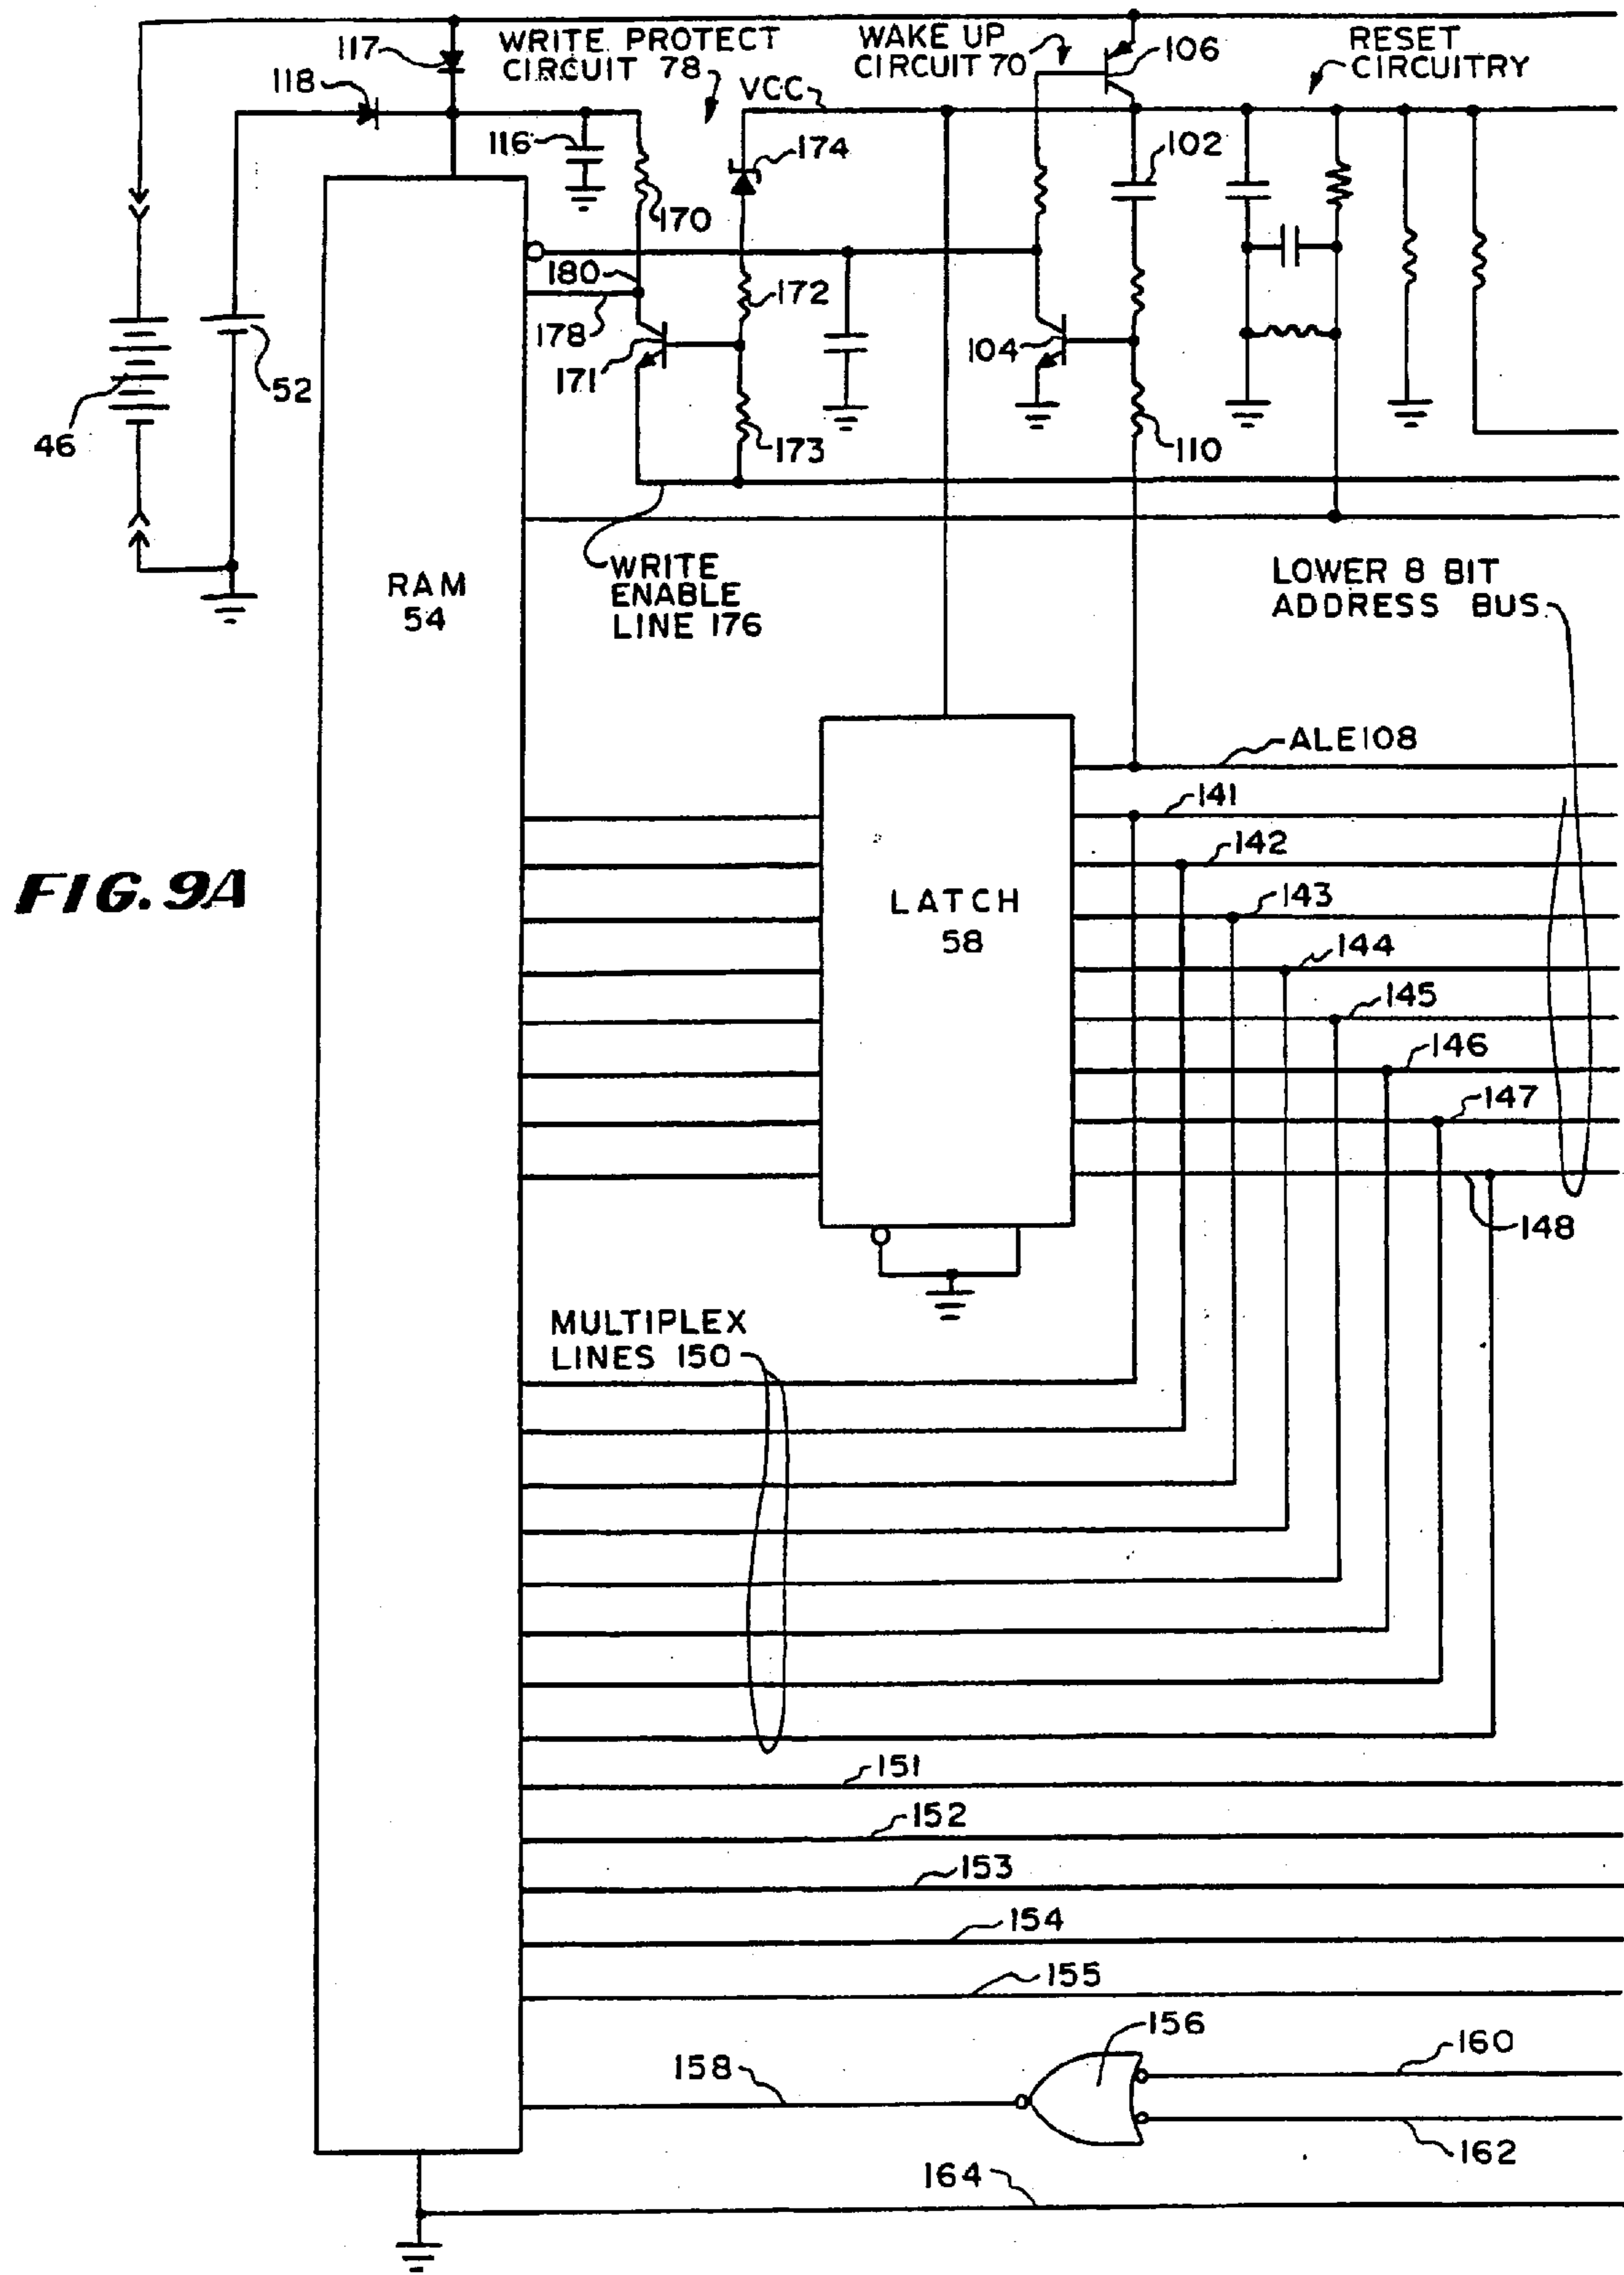 117
WRITE PROTECT
CIRCUIT 78
WAKE UP
CIRCUIT 70
106
RESET
CIRCUITRY
118
VCC
116
174
102
170
180
172
178
171
104
52
46
173
110
WRITE
ENABLE
LINE 176
RAM
54
LOWER 8 BIT
ADDRESS BUS
ALE108
141
142
FIG. 9A
LATCH
58
143
144
145
146
147
148
MULTIPLEX
LINES 150
151
152
153
154
155
156
160
158
162
164